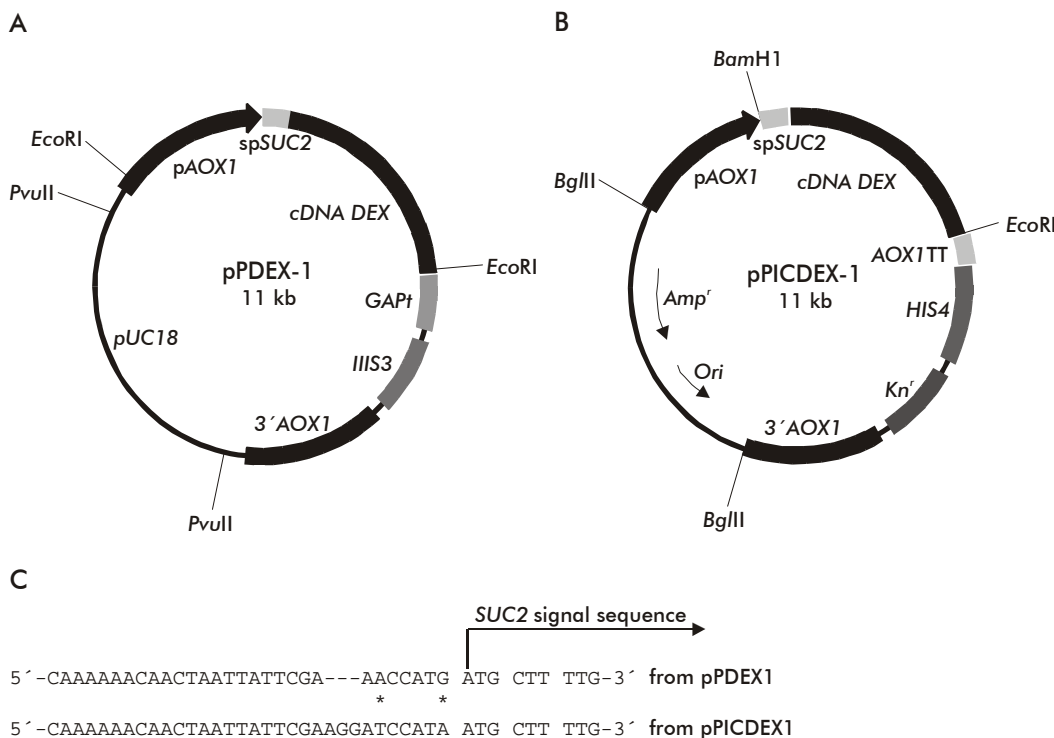 A
EcoRI
PvuII
pAOX1
spSUC2
cDNA DEX
EcoRI
pPDEX-1
11 kb
GAPt
IIIS3
pUC18
3´AOX1
PvuII
B
BamH1
spSUC2
pAOX1
cDNA DEX
BglII
EcoRI
AOX1TT
pPICDEX-1
11 kb
Ampr
HIS4
Ori
Knr
3´AOX1
BglII
C
SUC2 signal sequence
5´-CAAAAAACAACTAATTATTCGA---AACCATG ATG CTT TTG-3´ from pPDEX1
* *
5´-CAAAAAACAACTAATTATTCGAAGGATCCATA ATG CTT TTG-3´ from pPICDEX1